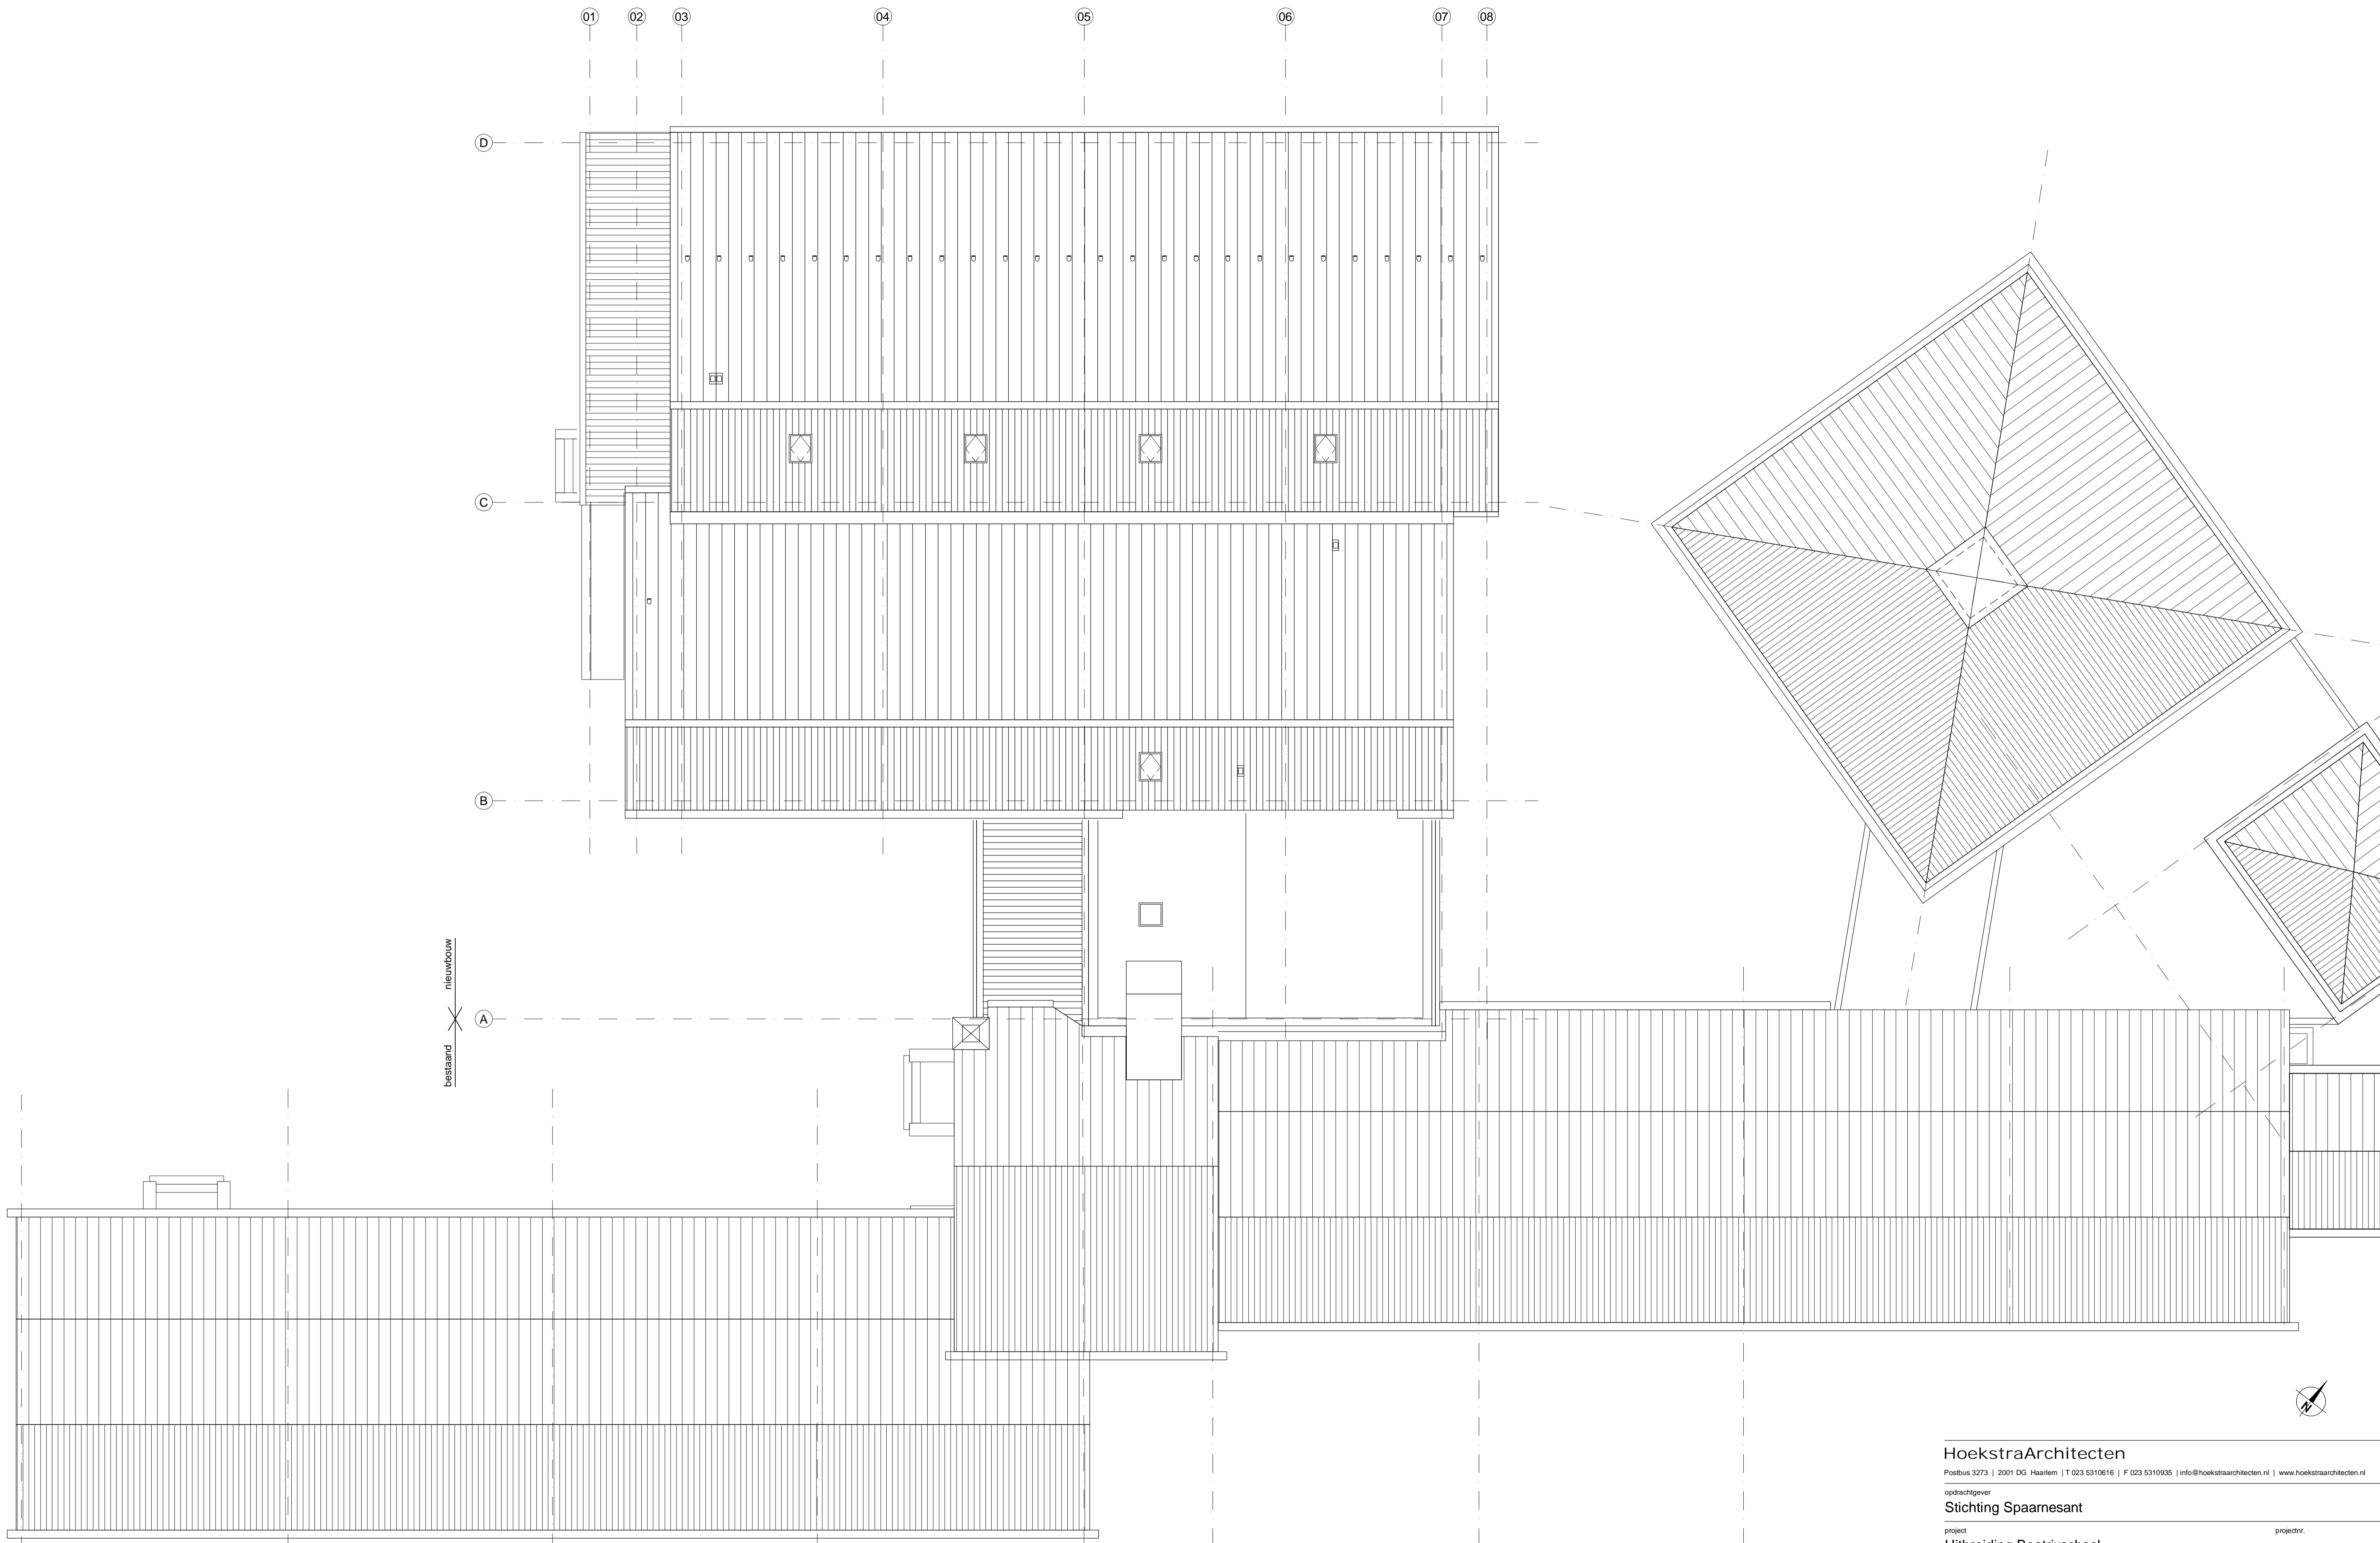 01 02 03 04 05 06 07 08
D
C
B
A
nieuwbouw
bestaand
N
HoekstraArchitecten
Postbus 3273 | 2001 DG Haarlem | T 023 5310616 | F 023 5310935 | info@hoekstraarchitecten.nl | www.hoekstraarchitecten.nl
opdrachtgever
Stichting Spaarnesant
project projectnr.